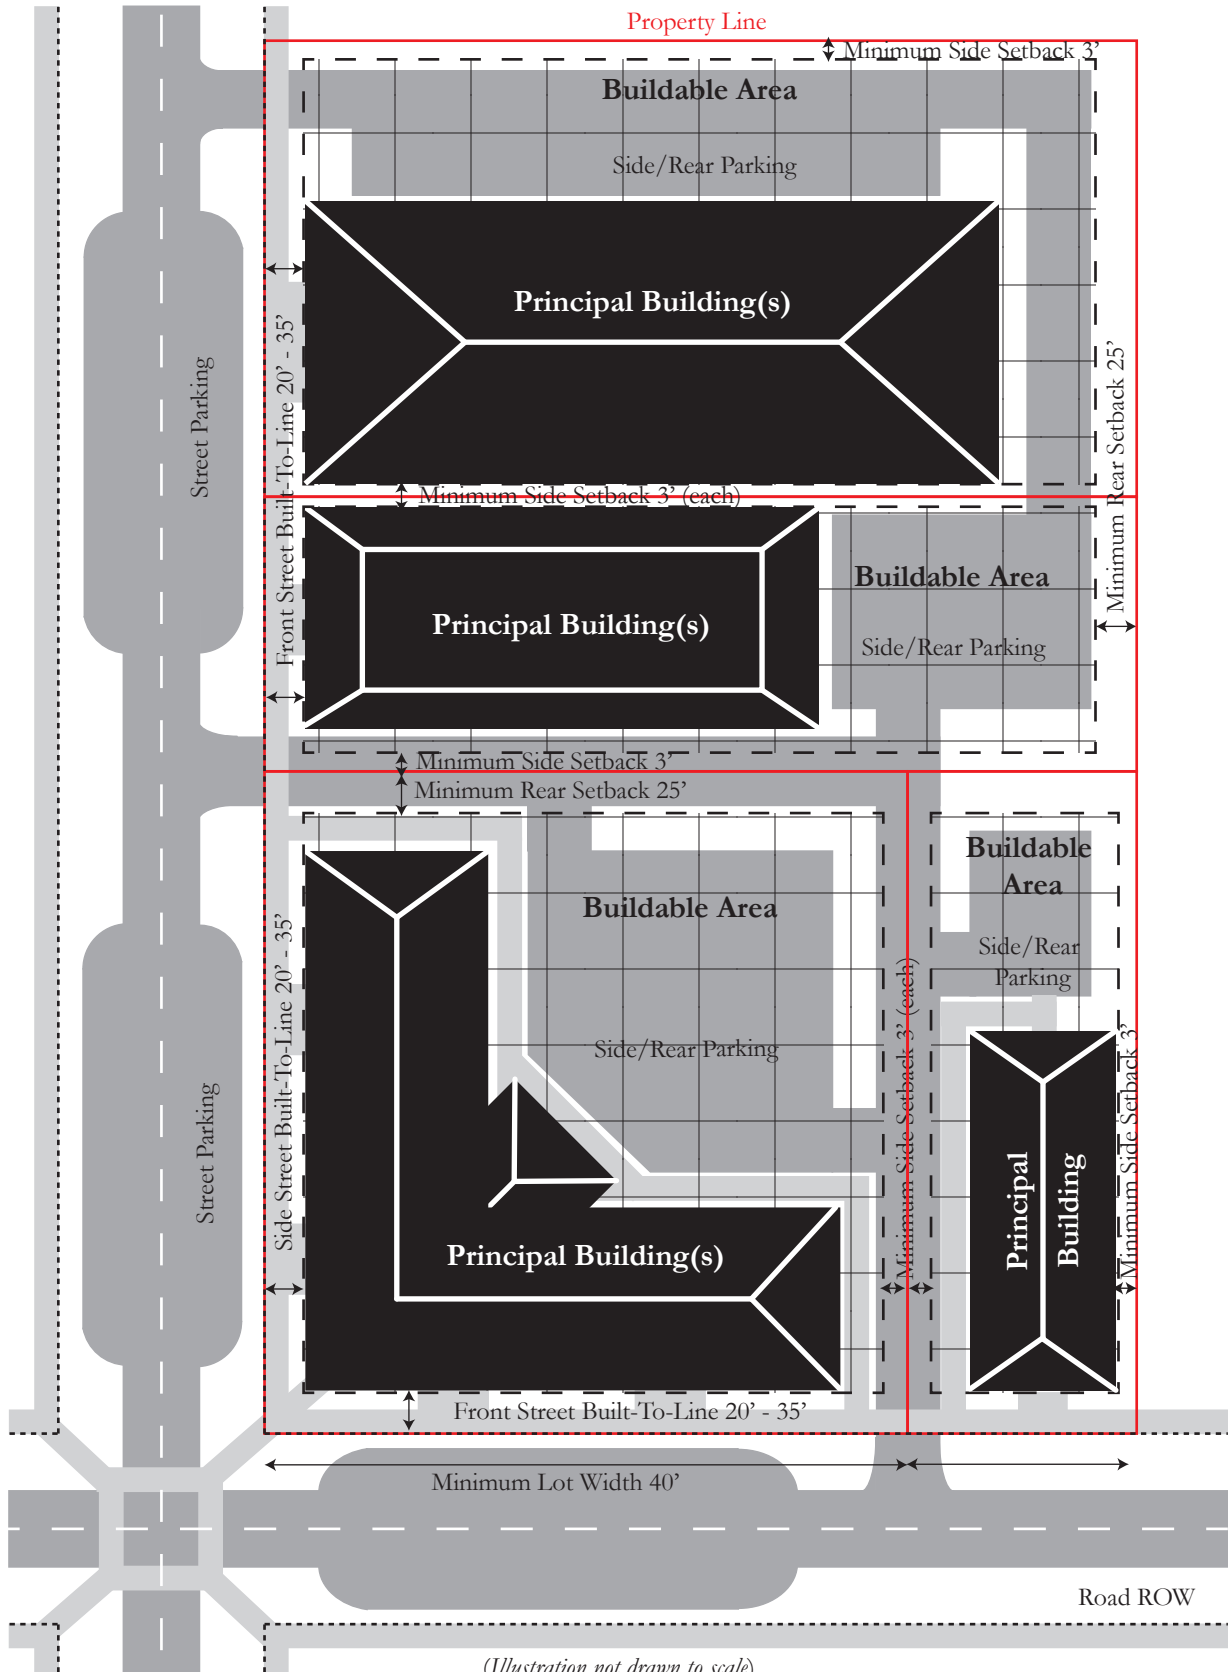 Property Line
Minimum Side Setback 3’
Buildable Area
Side/Rear Parking
Principal Building(s)
Street Parking
Front Street Built-To-Line 20’ - 35’
Minimum Rear Setback 25’
Minimum Side Setback 3’ (each)
Buildable Area
Principal Building(s)
Side/Rear Parking
Minimum Side Setback 3’
Minimum Rear Setback 25’
Buildable
Area
Buildable Area
Side/Rear
Parking
Side Street Built-To-Line 20’ - 35’
Side/Rear Parking
Minimum Side Setback 3’ (each)
Minimum Side Setback 3’
Street Parking
Principal
Building
Principal Building(s)
Front Street Built-To-Line 20’ - 35’
Minimum Lot Width 40’
Road ROW
(Illustration not drawn to scale)